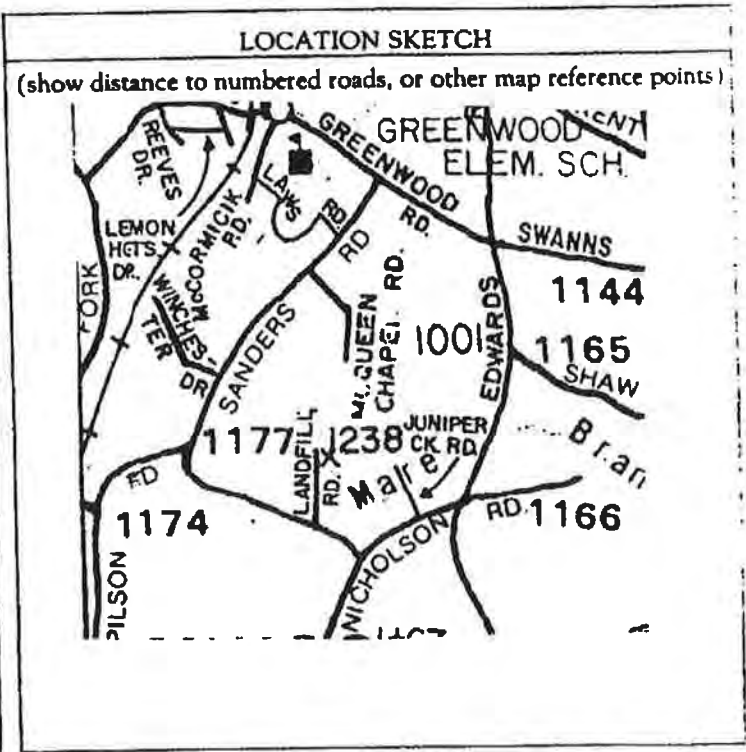 LOCATION SKETCH
(show distance to numbered roads, or other map reference points)
REEVES
DR.
GREENWOOD
RD.
GREENWOOD
ELEM. SCH.
LEMON
HGTS.
DR.
McCORMICIK
RD.
LAWS
RD.
SWANNS
1144
FORK
WINCHES
TER
DR
SANDERS
RD
McQUEEN
CHAPEL RD.
1001
EDWARDS
1165
SHAW
1177
LANDFILL
RD.
1238
JUNIPER
CK. RD.
Mare
Bran
RD
1174
PILSON
NICHOLSON
RD.
1166